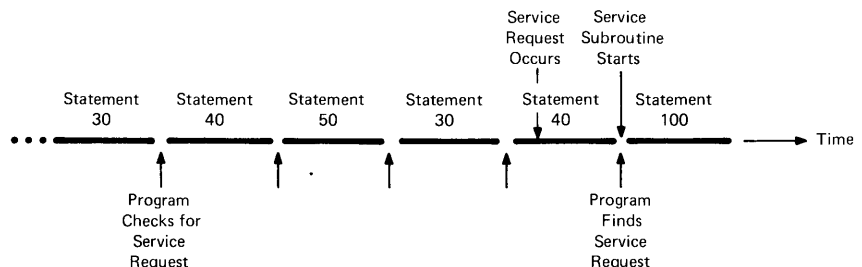 Service
Request
Occurs
Service
Subroutine
Starts
Statement
30
Statement
40
Statement
50
Statement
30
Statement
40
Statement
100
Time
Program
Checks for
Service
Request
Program
Finds
Service
Request